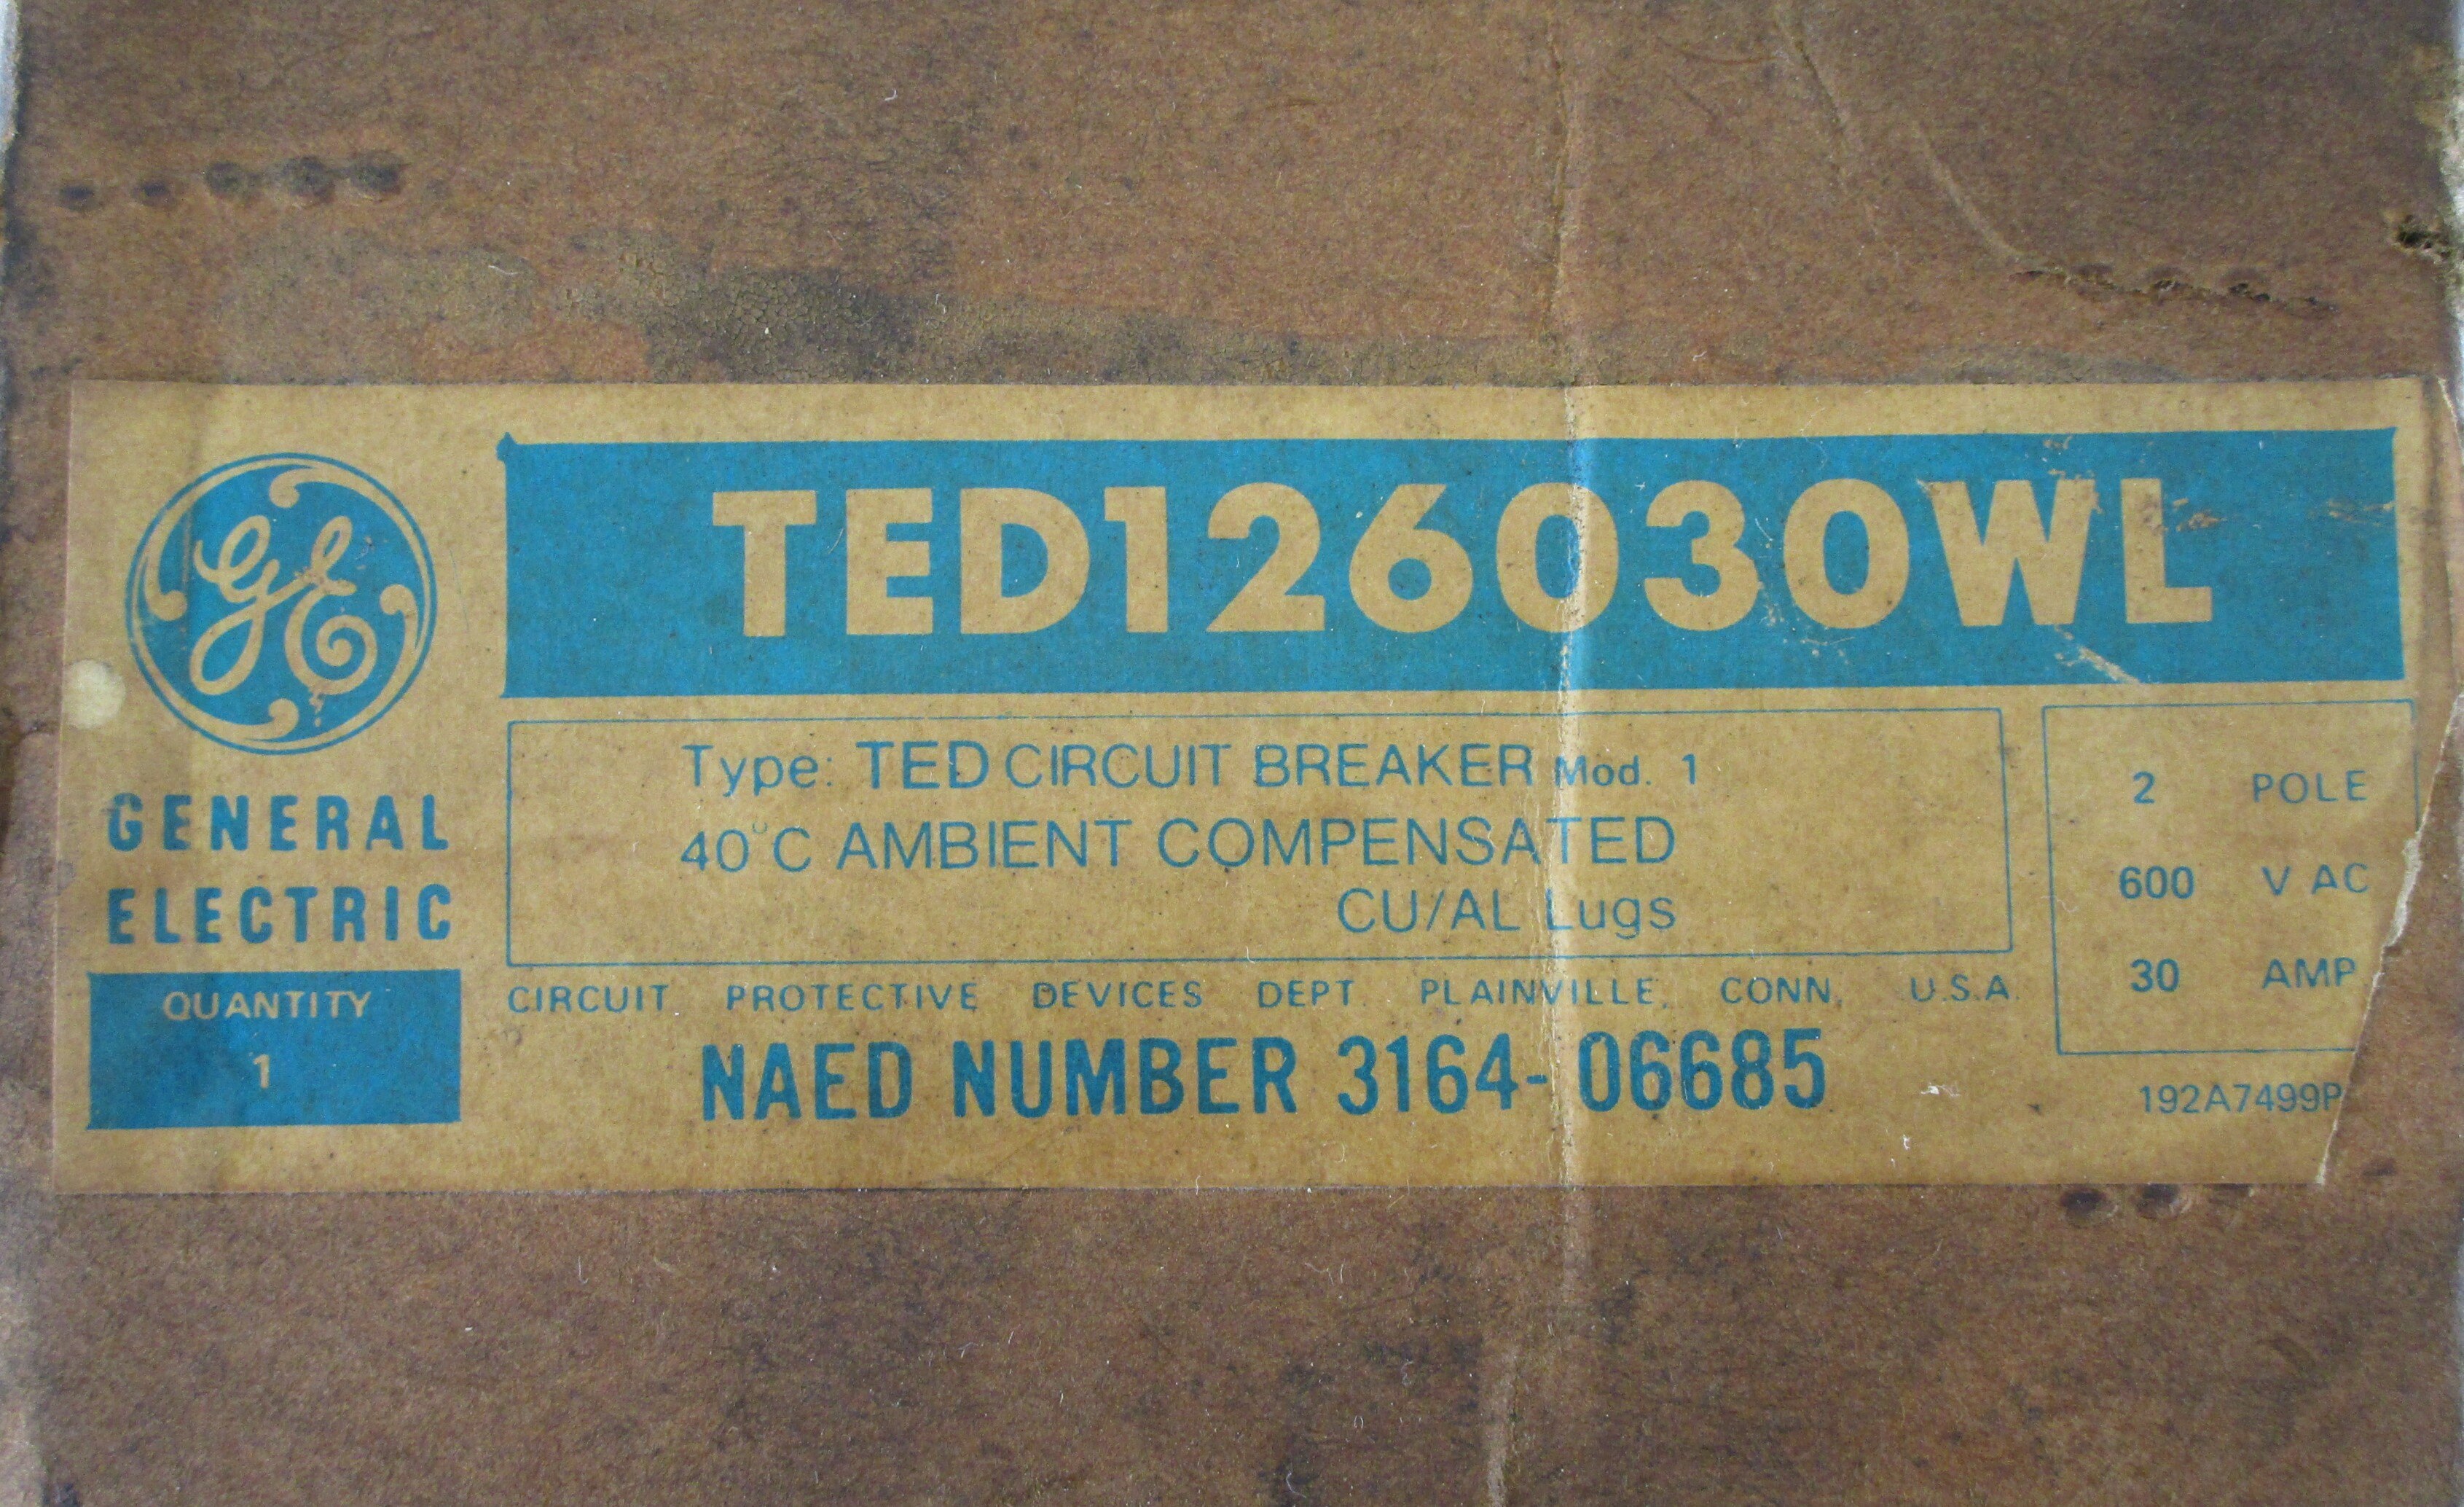 GE
TED126030WL
GENERAL
ELECTRIC
QUANTITY
1
Type: TED CIRCUIT BREAKER Mod. 1
40°C AMBIENT COMPENSATED
CU/AL Lugs
2 POLE
600 V AC
30 AMP
CIRCUIT PROTECTIVE DEVICES DEPT. PLAINVILLE, CONN, U.S.A.
NAED NUMBER 3164-06685
192A7499P